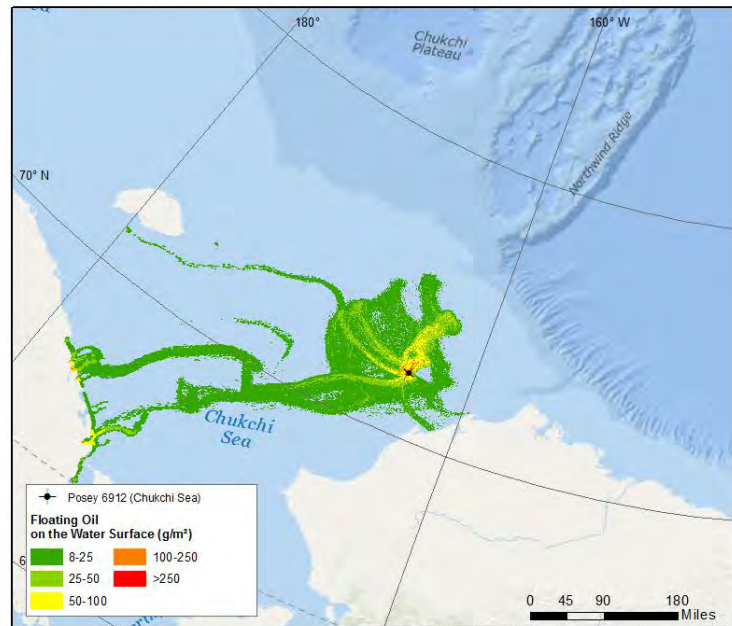 180°
160° W
Chukchi
Plateau
Northwind Ridge
70° N
Chukchi
Sea
Posey 6912 (Chukchi Sea)
Floating Oil
on the Water Surface (g/m²)
8-25
100-250
25-50
>250
50-100
6
0 45 90 180
Miles